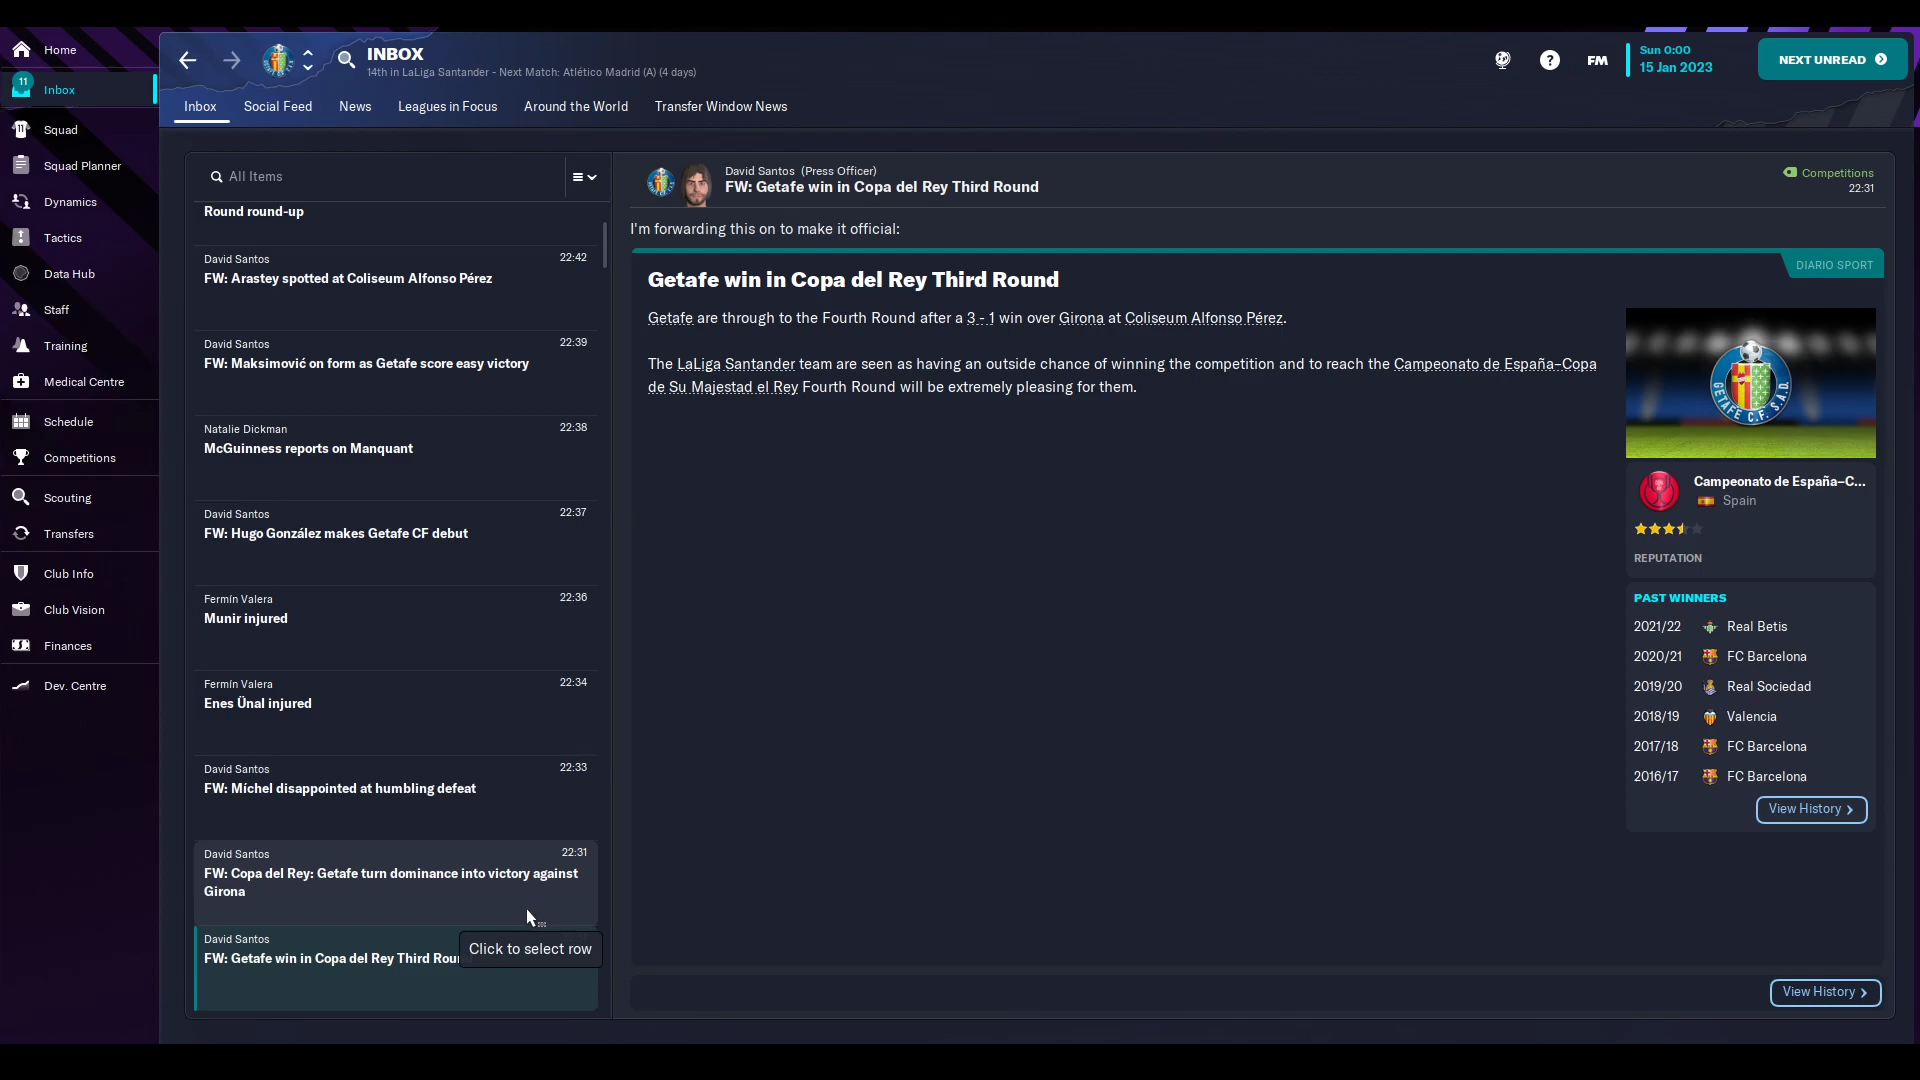 Home
11
Inbox
Squad
Squad Planner
Dynamics
Tactics
Data Hub
Staff
Training
Medical Centre
Schedule
Competitions
Scouting
Transfers
Club Info
Club Vision
Finances
Dev. Centre
INBOX
14th in LaLiga Santander - Next Match: Atlético Madrid (A) (4 days)
FM
Sun 0:00
15 Jan 2023
NEXT UNREAD
Inbox Social Feed News Leagues in Focus Around the World Transfer Window News
All Items
Round round-up
David Santos 22:42
FW: Arastey spotted at Coliseum Alfonso Pérez
David Santos 22:39
FW: Maksimović on form as Getafe score easy victory
Natalie Dickman 22:38
McGuinness reports on Manquant
David Santos 22:37
FW: Hugo González makes Getafe CF debut
Fermín Valera 22:36
Munir injured
Fermín Valera 22:34
Enes Ünal injured
David Santos 22:33
FW: Míchel disappointed at humbling defeat
David Santos 22:31
FW: Copa del Rey: Getafe turn dominance into victory against
Girona
David Santos
FW: Getafe win in Copa del Rey Third
Click to select row
David Santos (Press Officer)
FW: Getafe win in Copa del Rey Third Round
Competitions
22:31
I'm forwarding this on to make it official:
DIARIO SPORT
Getafe win in Copa del Rey Third Round
Getafe are through to the Fourth Round after a 3 - 1 win over Girona at Coliseum Alfonso Pérez.
The LaLiga Santander team are seen as having an outside chance of winning the competition and to reach the Campeonato de España–Copa
de Su Majestad el Rey Fourth Round will be extremely pleasing for them.
GETAFE C.F. S.A.D.
Campeonato de España–C...
Spain
REPUTATION
PAST WINNERS
2021/22 Real Betis
2020/21 FC Barcelona
2019/20 Real Sociedad
2018/19 Valencia
2017/18 FC Barcelona
2016/17 FC Barcelona
View History
View History